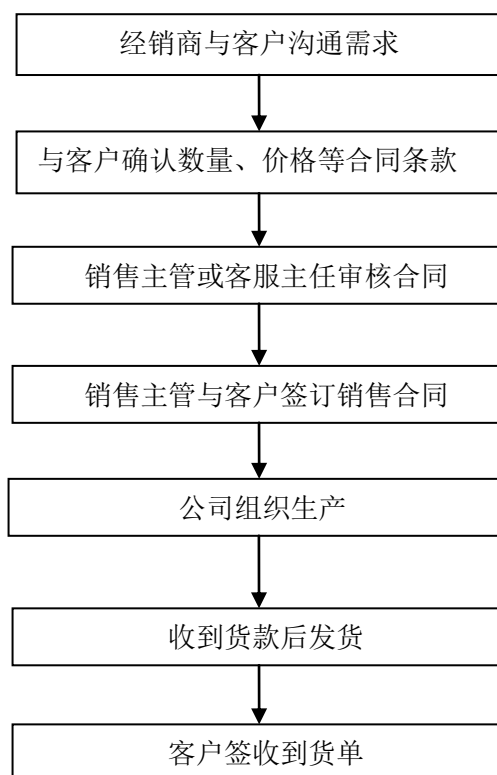 经销商与客户沟通需求
与客户确认数量、价格等合同条款
销售主管或客服主任审核合同
销售主管与客户签订销售合同
公司组织生产
收到货款后发货
客户签收到货单